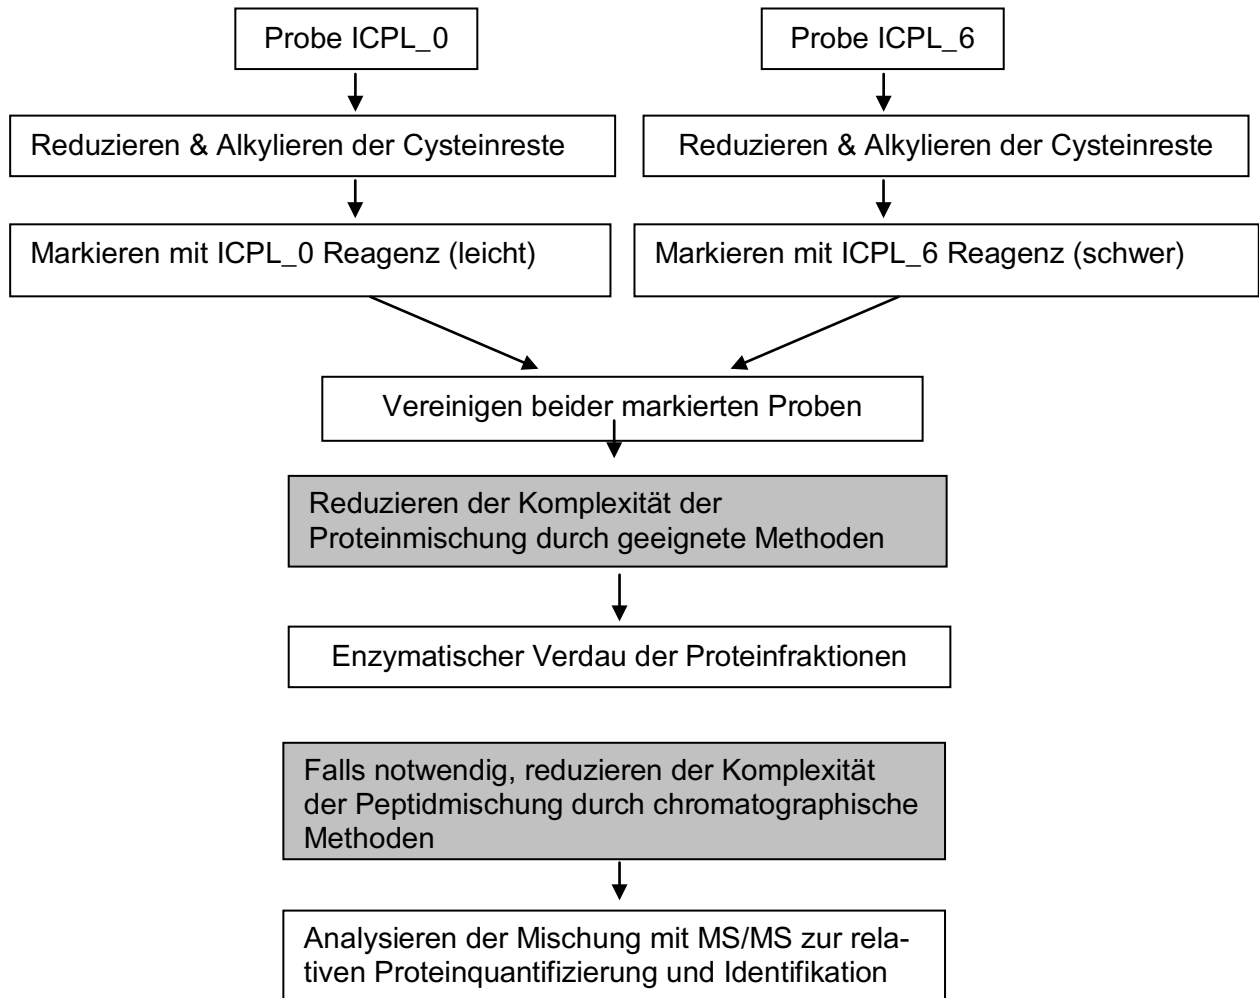 Probe ICPL_0
Probe ICPL_6
Reduzieren & Alkylieren der Cysteinreste
Reduzieren & Alkylieren der Cysteinreste
Markieren mit ICPL_0 Reagenz (leicht)
Markieren mit ICPL_6 Reagenz (schwer)
Vereinigen beider markierten Proben
Reduzieren der Komplexität der
Proteinmischung durch geeignete Methoden
Enzymatischer Verdau der Proteinfraktionen
Falls notwendig, reduzieren der Komplexität
der Peptidmischung durch chromatographische
Methoden
Analysieren der Mischung mit MS/MS zur rela-
tiven Proteinquantifizierung und Identifikation